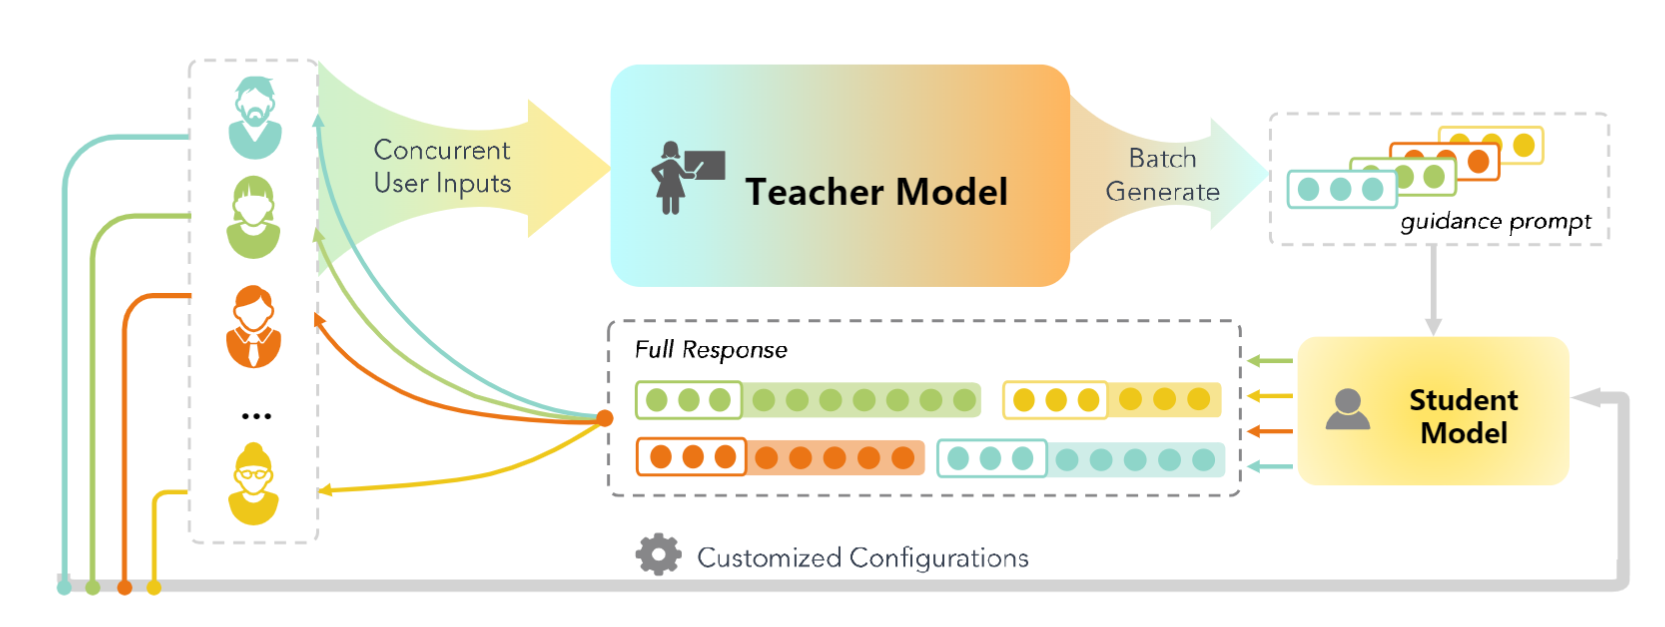 Concurrent
User Inputs
Teacher Model
Batch
Generate
guidance prompt
Full Response
Student
Model
...
Customized Configurations